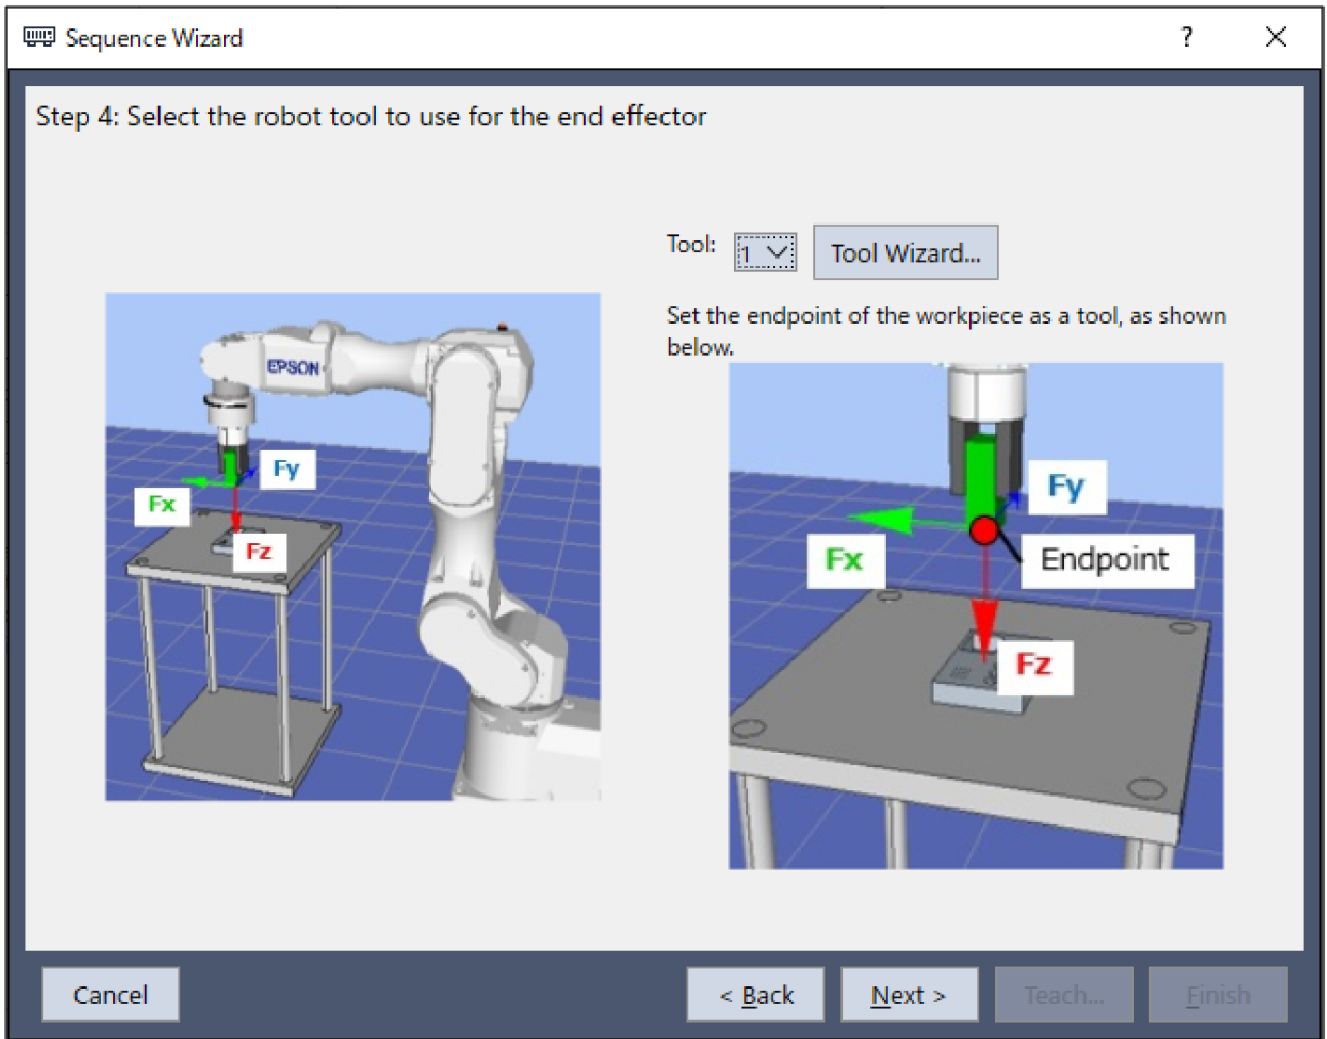 Sequence Wizard
?
Step 4: Select the robot tool to use for the end effector
Tool:
1
Tool Wizard...
Set the endpoint of the workpiece as a tool, as shown
below.
EPSON
Fy
Fx
Fz
Fy
Fx
Endpoint
Fz
Cancel
< Back
Next >
Teach...
Finish